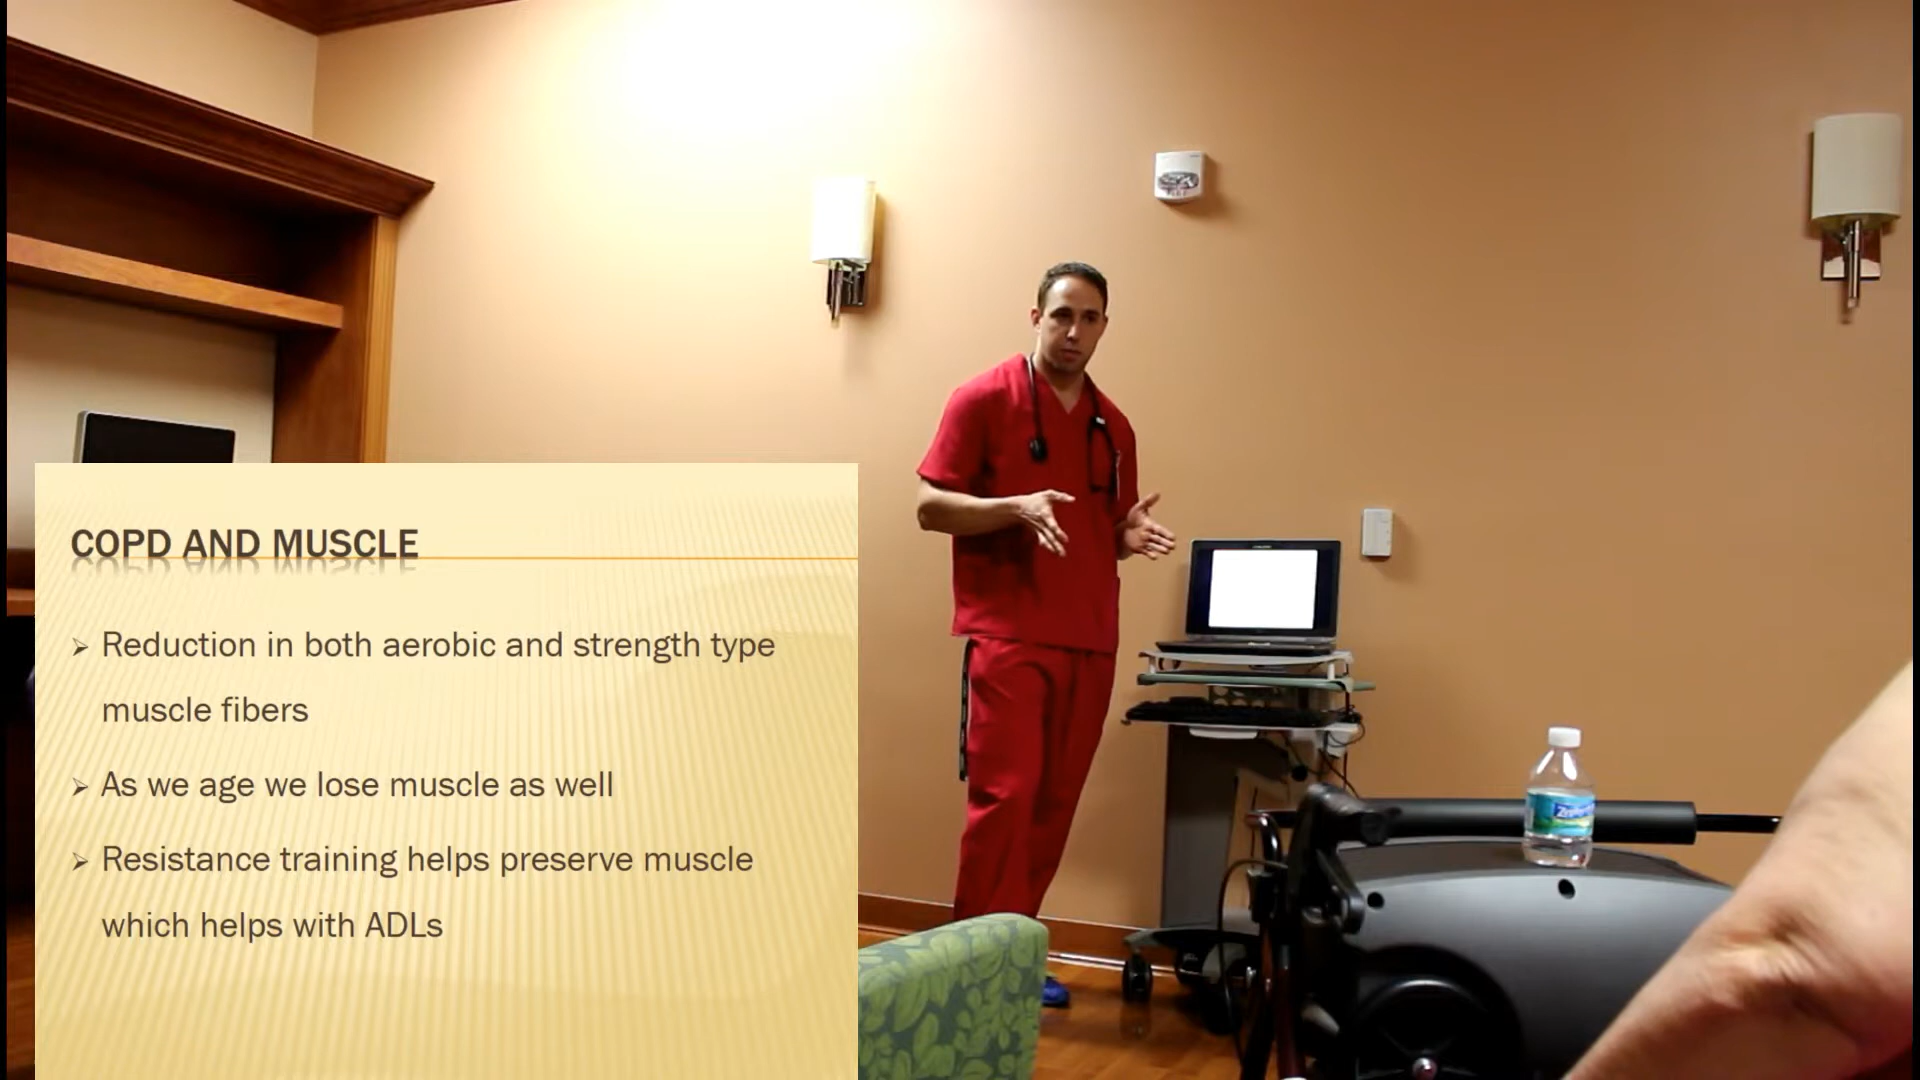 COPD AND MUSCLE
Reduction in both aerobic and strength type
muscle fibers
As we age we lose muscle as well
Resistance training helps preserve muscle
which helps with ADLs